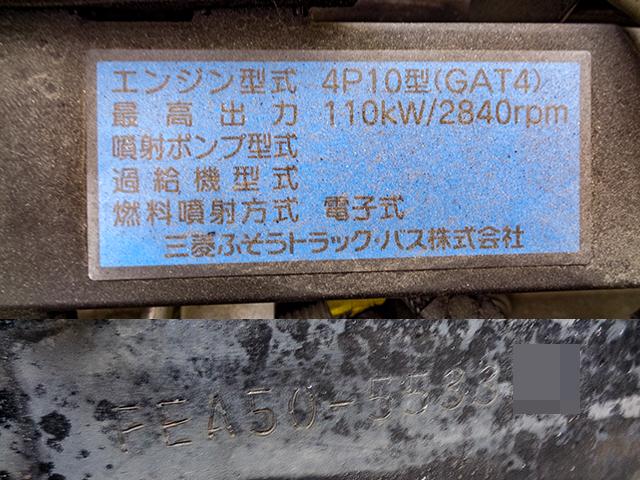 エンジン型式 4P10型(GAT4)
最高出力 110kW/2840rpm
噴射ポンプ型式
過給機型式
燃料噴射方式 電子式
三菱ふそうトラック・バス株式会社
FEA50-5533